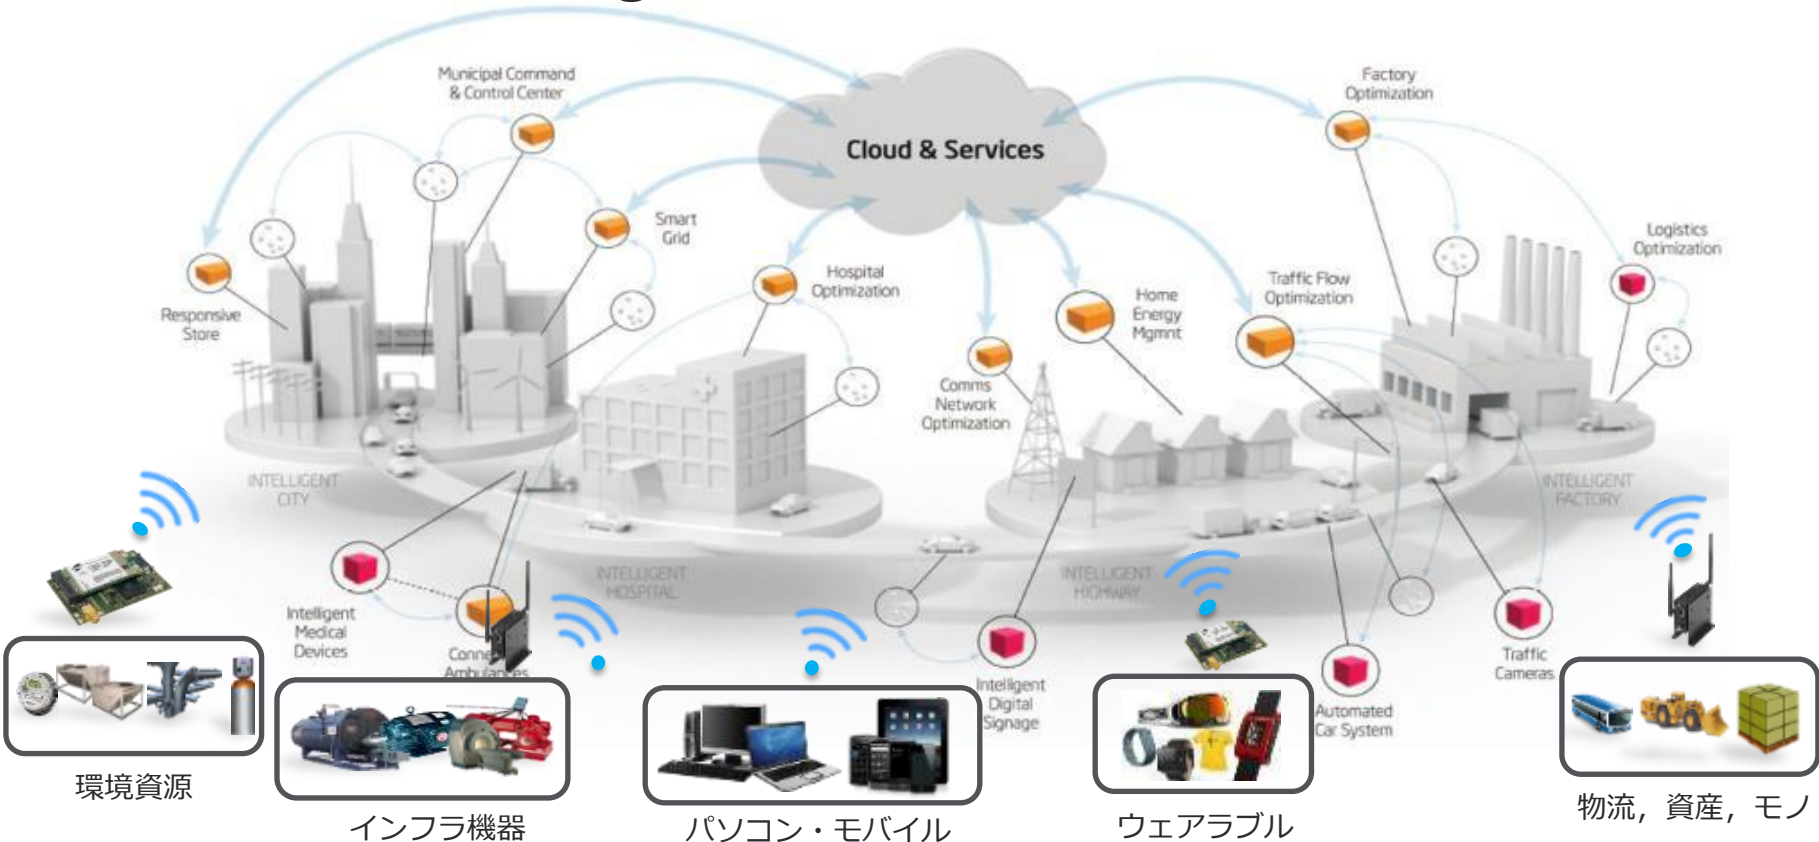 Municipal Command
& Control Center
Cloud & Services
Factory
Optimization
Smart
Grid
Logistics
Optimization
Responsive
Store
Hospital
Optimization
Home
Energy
Mgmnt
Traffic Flow
Optimization
Comms
Network
Optimization
INTELLIGENT
CITY
INTELLIGENT
FACTORY
INTELLIGENT
HOSPITAL
INTELLIGENT
HIGHWAY
Intelligent
Medical
Devices
Ambulances
Intelligent
Digital
Signage
Automated
Car System
Traffic
Cameras
環境資源
インフラ機器
パソコン・モバイル
ウェアラブル
物流，資産，モノ